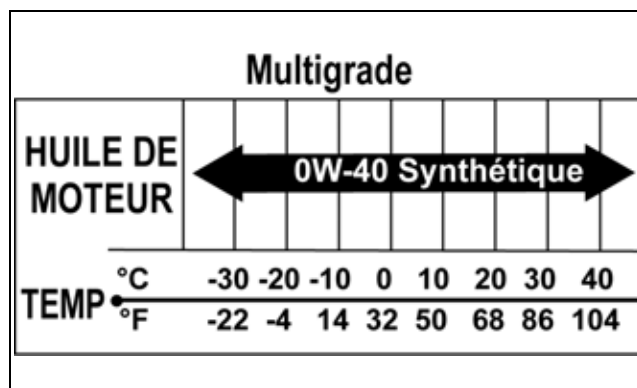 Multigrade
HUILE DE
MOTEUR
0W-40 Synthétique
TEMP
°C -30 -20 -10 0 10 20 30 40
°F -22 -4 14 32 50 68 86 104